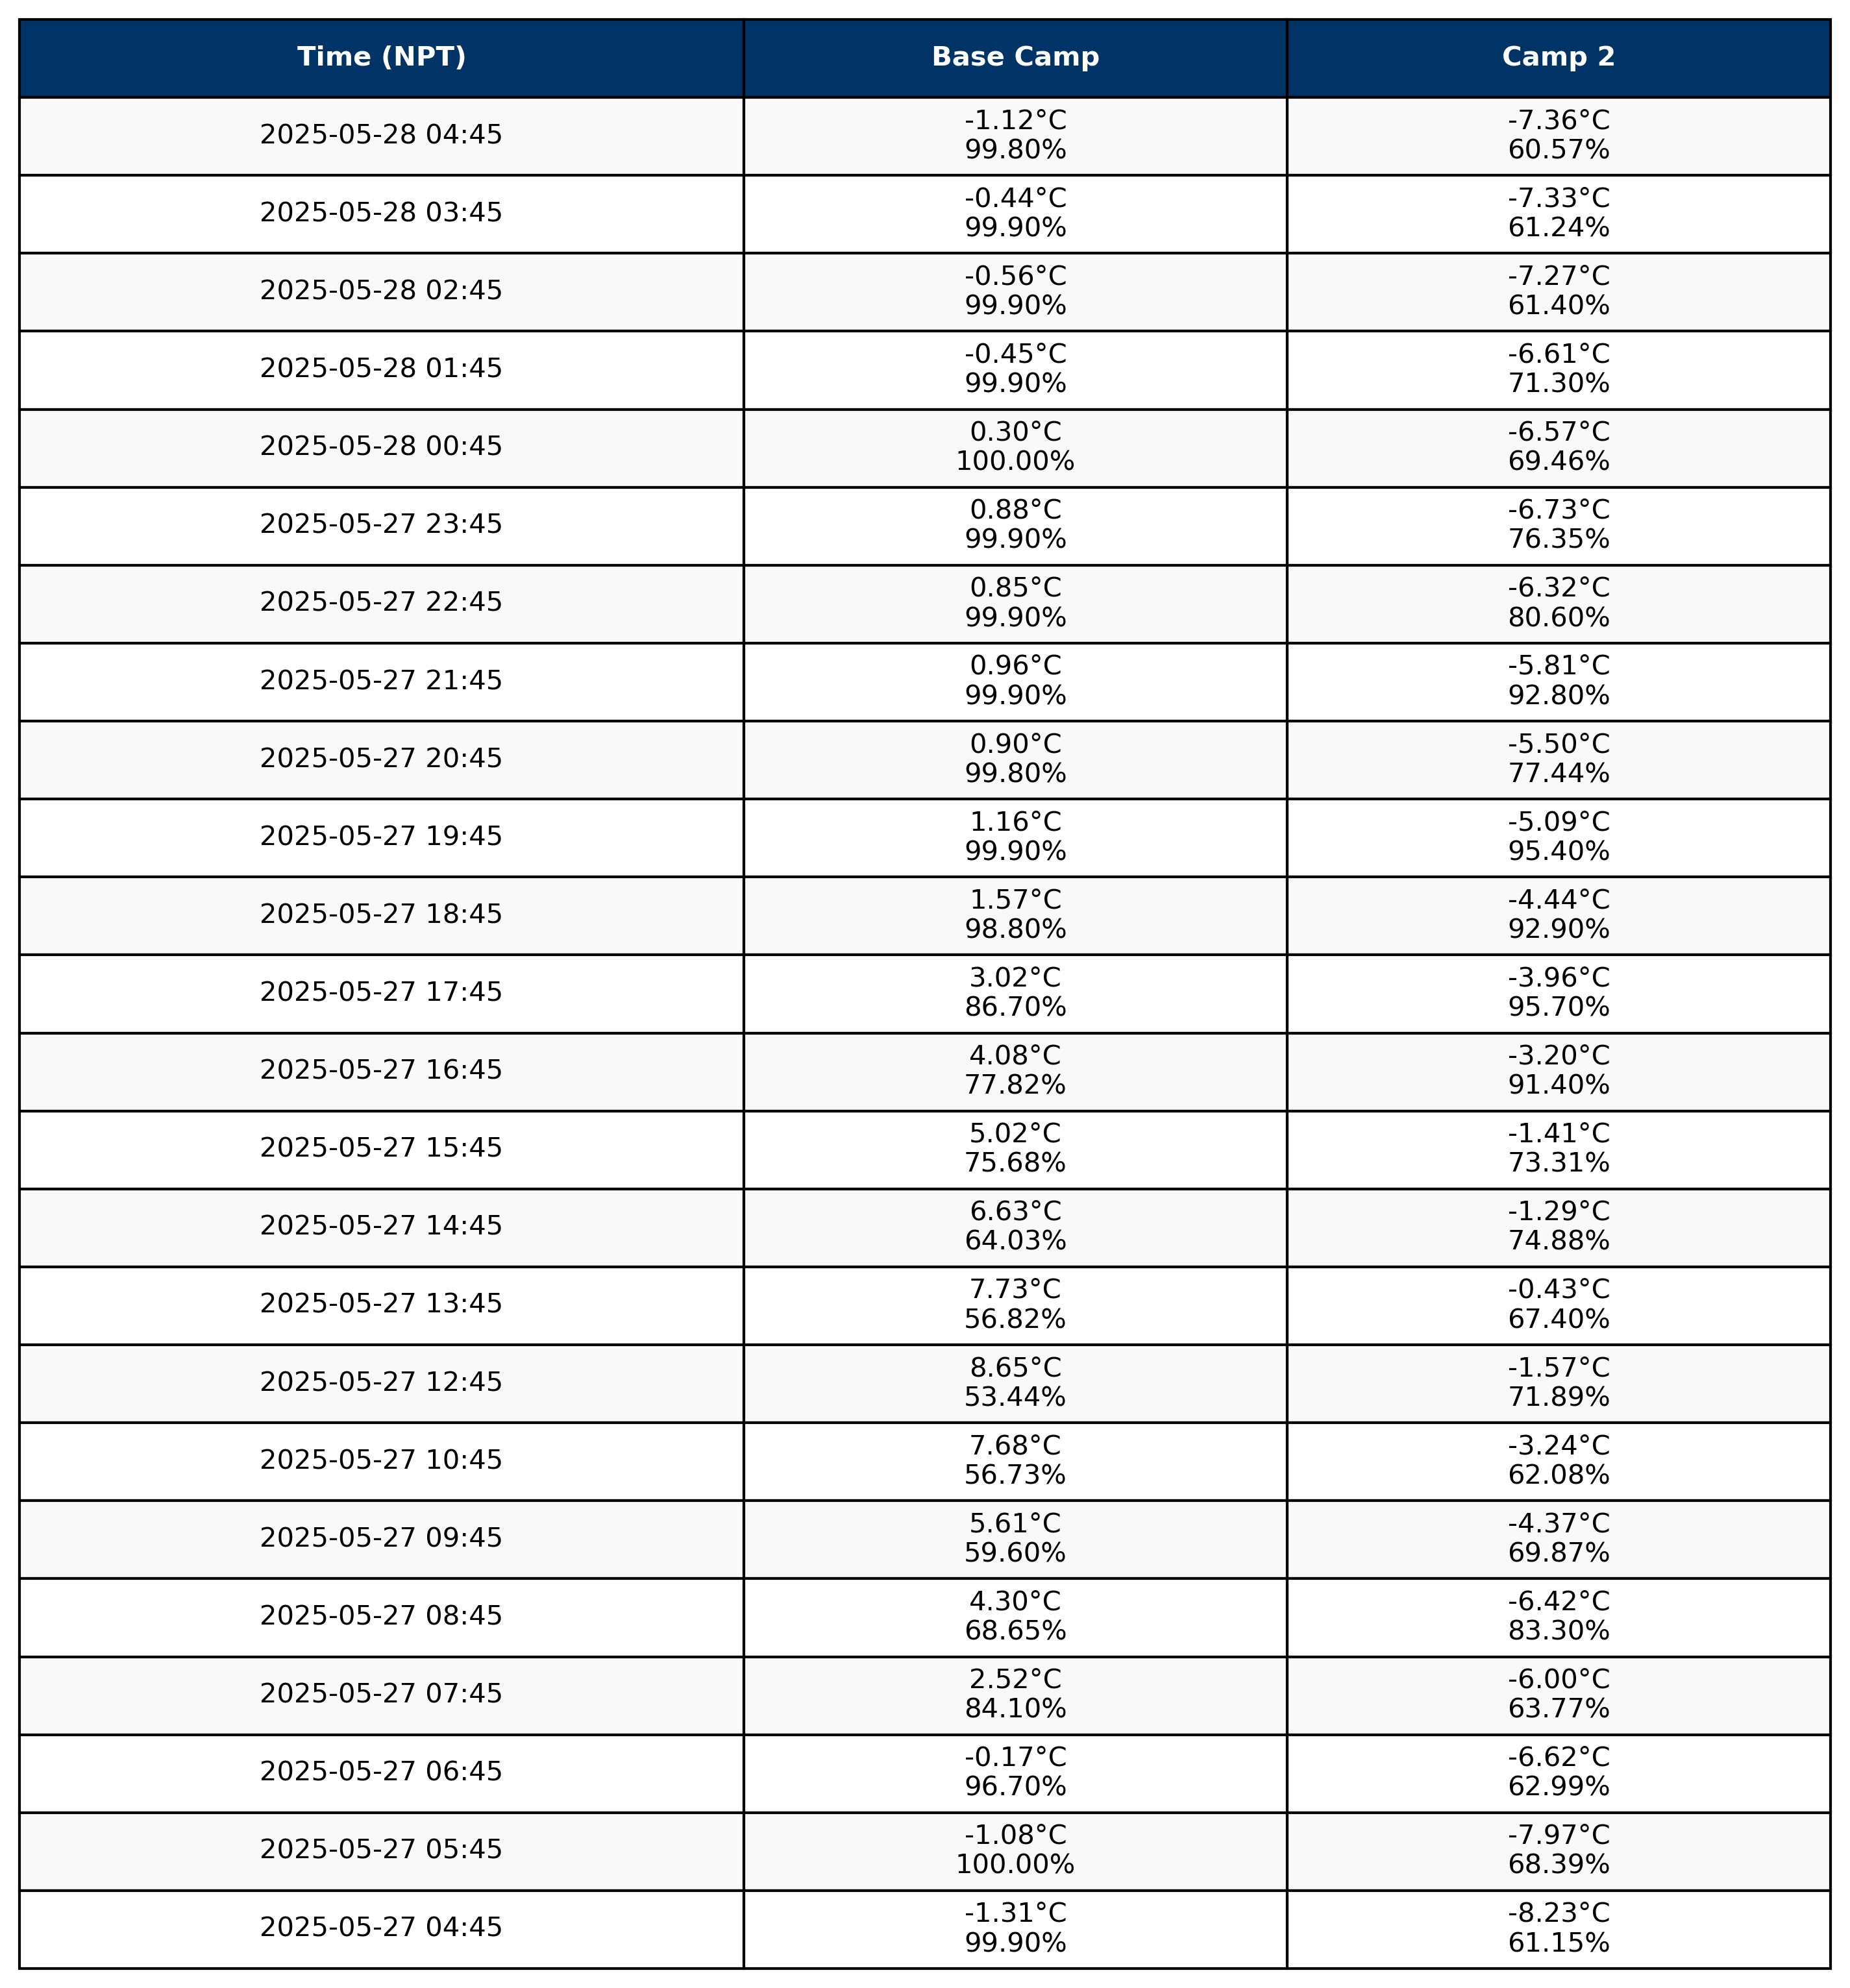 Time (NPT) Base Camp Camp 2
2025-05-28 04:45
-1.12°C
99.80%
-7.36°C
60.57%
2025-05-28 03:45
-0.44°C
99.90%
-7.33°C
61.24%
2025-05-28 02:45
-0.56°C
99.90%
-7.27°C
61.40%
2025-05-28 01:45
-0.45°C
99.90%
-6.61°C
71.30%
2025-05-28 00:45
0.30°C
100.00%
-6.57°C
69.46%
2025-05-27 23:45
0.88°C
99.90%
-6.73°C
76.35%
2025-05-27 22:45
0.85°C
99.90%
-6.32°C
80.60%
2025-05-27 21:45
0.96°C
99.90%
-5.81°C
92.80%
2025-05-27 20:45
0.90°C
99.80%
-5.50°C
77.44%
2025-05-27 19:45
1.16°C
99.90%
-5.09°C
95.40%
2025-05-27 18:45
1.57°C
98.80%
-4.44°C
92.90%
2025-05-27 17:45
3.02°C
86.70%
-3.96°C
95.70%
2025-05-27 16:45
4.08°C
77.82%
-3.20°C
91.40%
2025-05-27 15:45
5.02°C
75.68%
-1.41°C
73.31%
2025-05-27 14:45
6.63°C
64.03%
-1.29°C
74.88%
2025-05-27 13:45
7.73°C
56.82%
-0.43°C
67.40%
2025-05-27 12:45
8.65°C
53.44%
-1.57°C
71.89%
2025-05-27 10:45
7.68°C
56.73%
-3.24°C
62.08%
2025-05-27 09:45
5.61°C
59.60%
-4.37°C
69.87%
2025-05-27 08:45
4.30°C
68.65%
-6.42°C
83.30%
2025-05-27 07:45
2.52°C
84.10%
-6.00°C
63.77%
2025-05-27 06:45
-0.17°C
96.70%
-6.62°C
62.99%
2025-05-27 05:45
-1.08°C
100.00%
-7.97°C
68.39%
2025-05-27 04:45
-1.31°C
99.90%
-8.23°C
61.15%